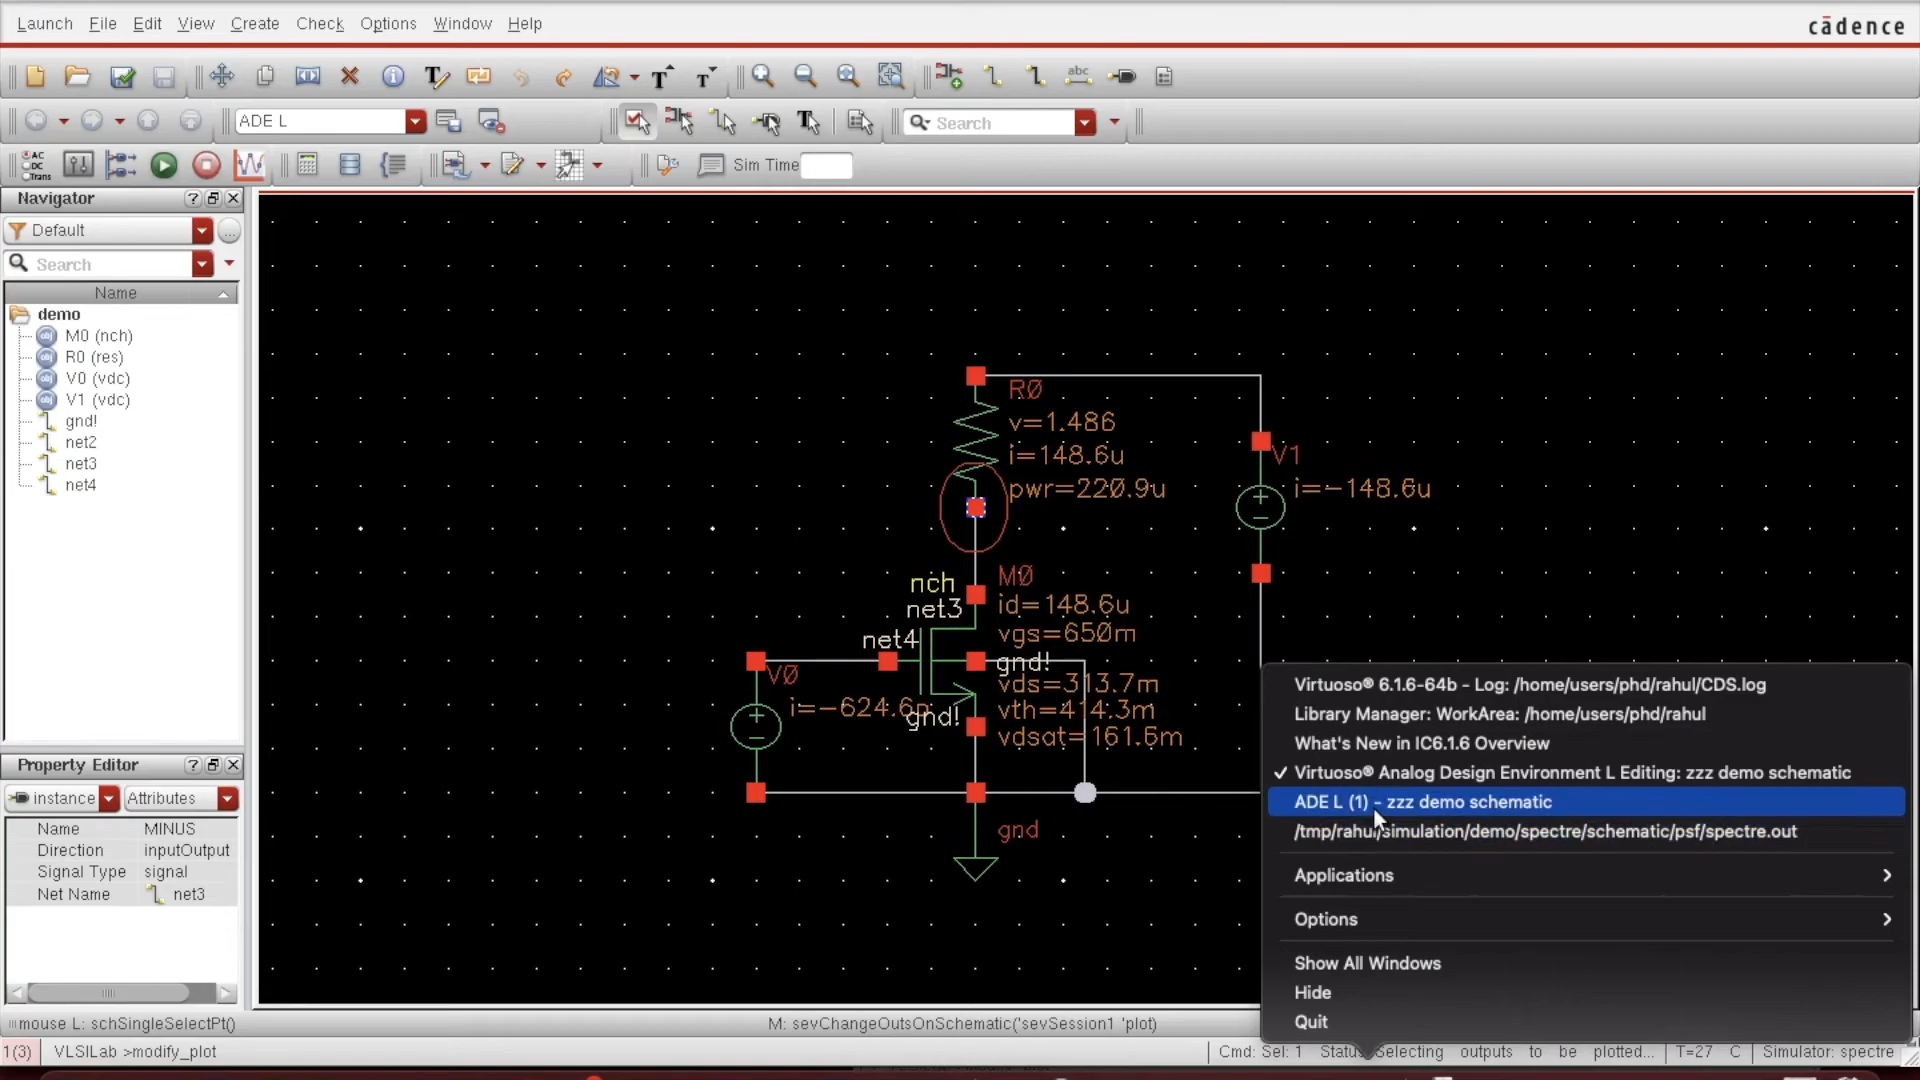 Launch File Edit View Create Check Options Window Help
cādence
ADE L
Search
AC
DC
Trans
Sim Time
Navigator
Default
Search
Name
demo
M0 (nch)
R0 (res)
V0 (vdc)
V1 (vdc)
gnd!
net2
net3
net4
R0
v=1.486
i=148.6u
pwr=220.9u
V1
i=-148.6u
nch
net3
M0
id=148.6u
vgs=650m
net4
gnd!
V0
vds=313.7m
i=-624.6p
gnd!
vth=414.3m
vdsat=161.6m
gnd
Property Editor
instance Attributes
Name MINUS
Direction inputOutput
Signal Type signal
Net Name net3
Virtuoso® 6.1.6-64b - Log: /home/users/phd/rahul/CDS.log
Library Manager: WorkArea: /home/users/phd/rahul
What's New in IC6.1.6 Overview
✓ Virtuoso® Analog Design Environment L Editing: zzz demo schematic
ADE L (1) - zzz demo schematic
/tmp/rahul/simulation/demo/spectre/schematic/psf/spectre.out
Applications
Options
Show All Windows
Hide
Quit
mouse L: schSingleSelectPt()
M: sevChangeOutsOnSchematic('sevSession1 'plot)
1(3) VLSILab >modify_plot
Cmd: Sel: 1 Status: Selecting outputs to be plotted... T=27 C Simulator: spectre